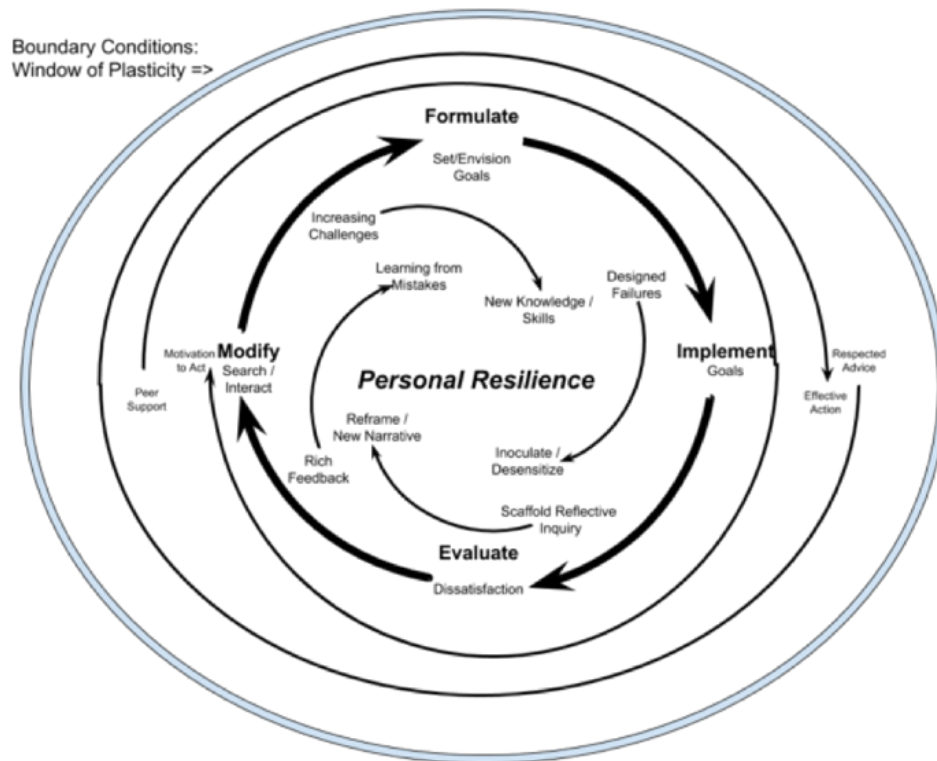 Boundary Conditions:
Window of Plasticity =>
Formulate
Set/Envision
Goals
Increasing
Challenges
Learning from
Mistakes
New Knowledge /
Skills
Designed
Failures
Motivation
to Act
Modify
Search /
Interact
Peer
Support
Personal Resilience
Implement
Goals
Respected
Advice
Effective
Action
Reframe /
New Narrative
Rich
Feedback
Inoculate /
Desensitize
Scaffold Reflective
Inquiry
Evaluate
Dissatisfaction